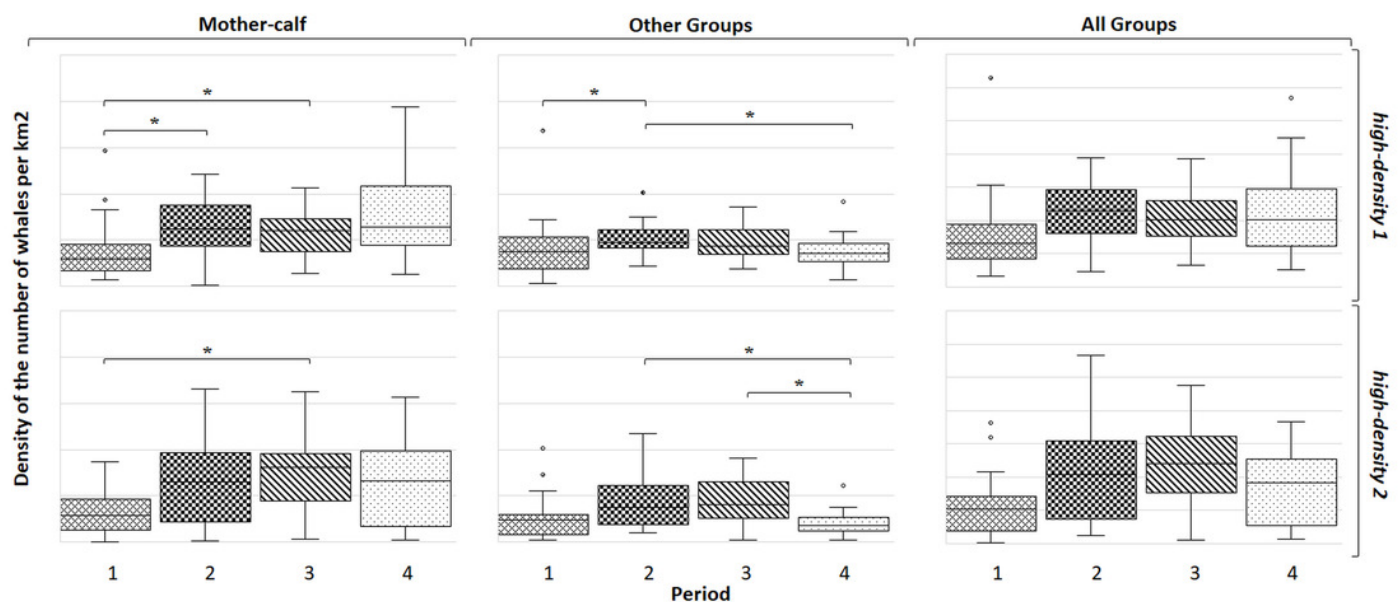 Mother-calf Other Groups All Groups
Density of the number of whales per km2
* *
* *
high-density 1
* *
*
high-density 2
1 2 3 4 1 2 3 4 1 2 3 4
Period